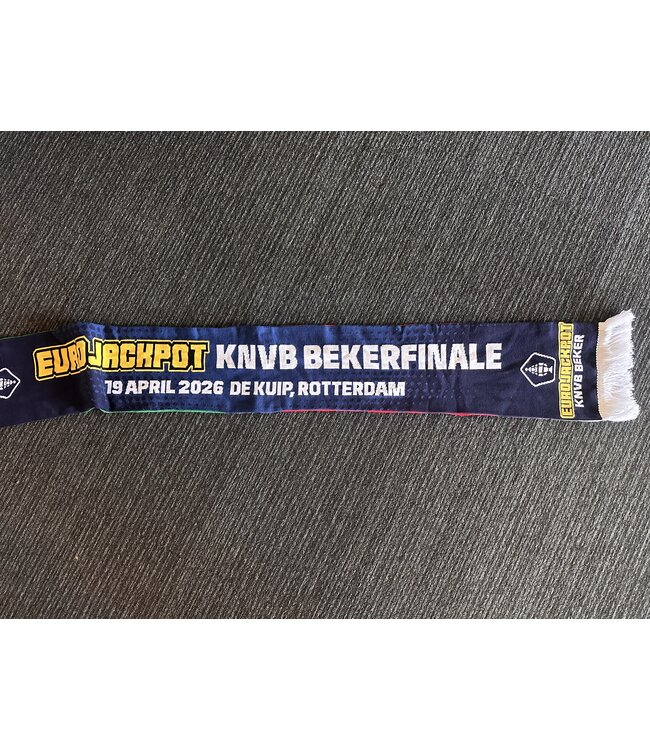 EUROJACKPOT KNVB BEKERFINALE
19 APRIL 2026 DE KUIP, ROTTERDAM
EUROJACKPOT
KNVB BEKER